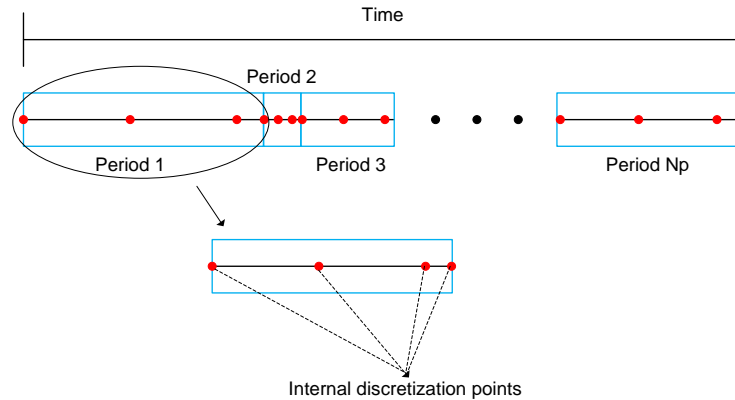 Time
Period 2
Period 1
Period 3
Period Np
Internal discretization points